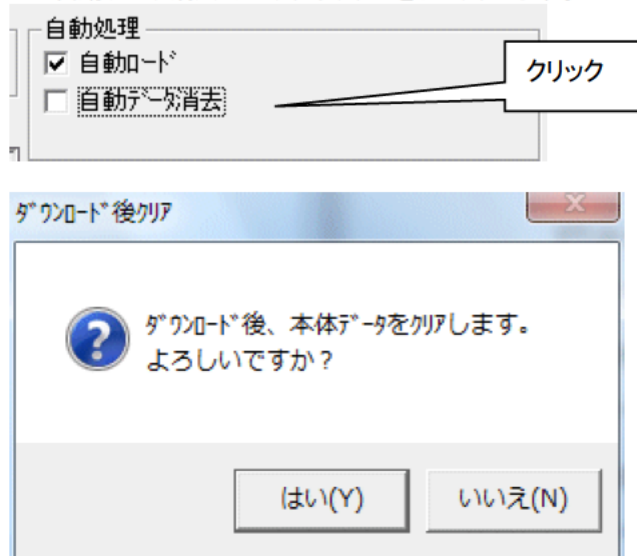 自動処理
自動ロード
クリック
自動データ消去
ダウンロード後クリア
ダウンロード後、本体データをクリアします。
よろしいですか?
はい(Y)
いいえ(N)